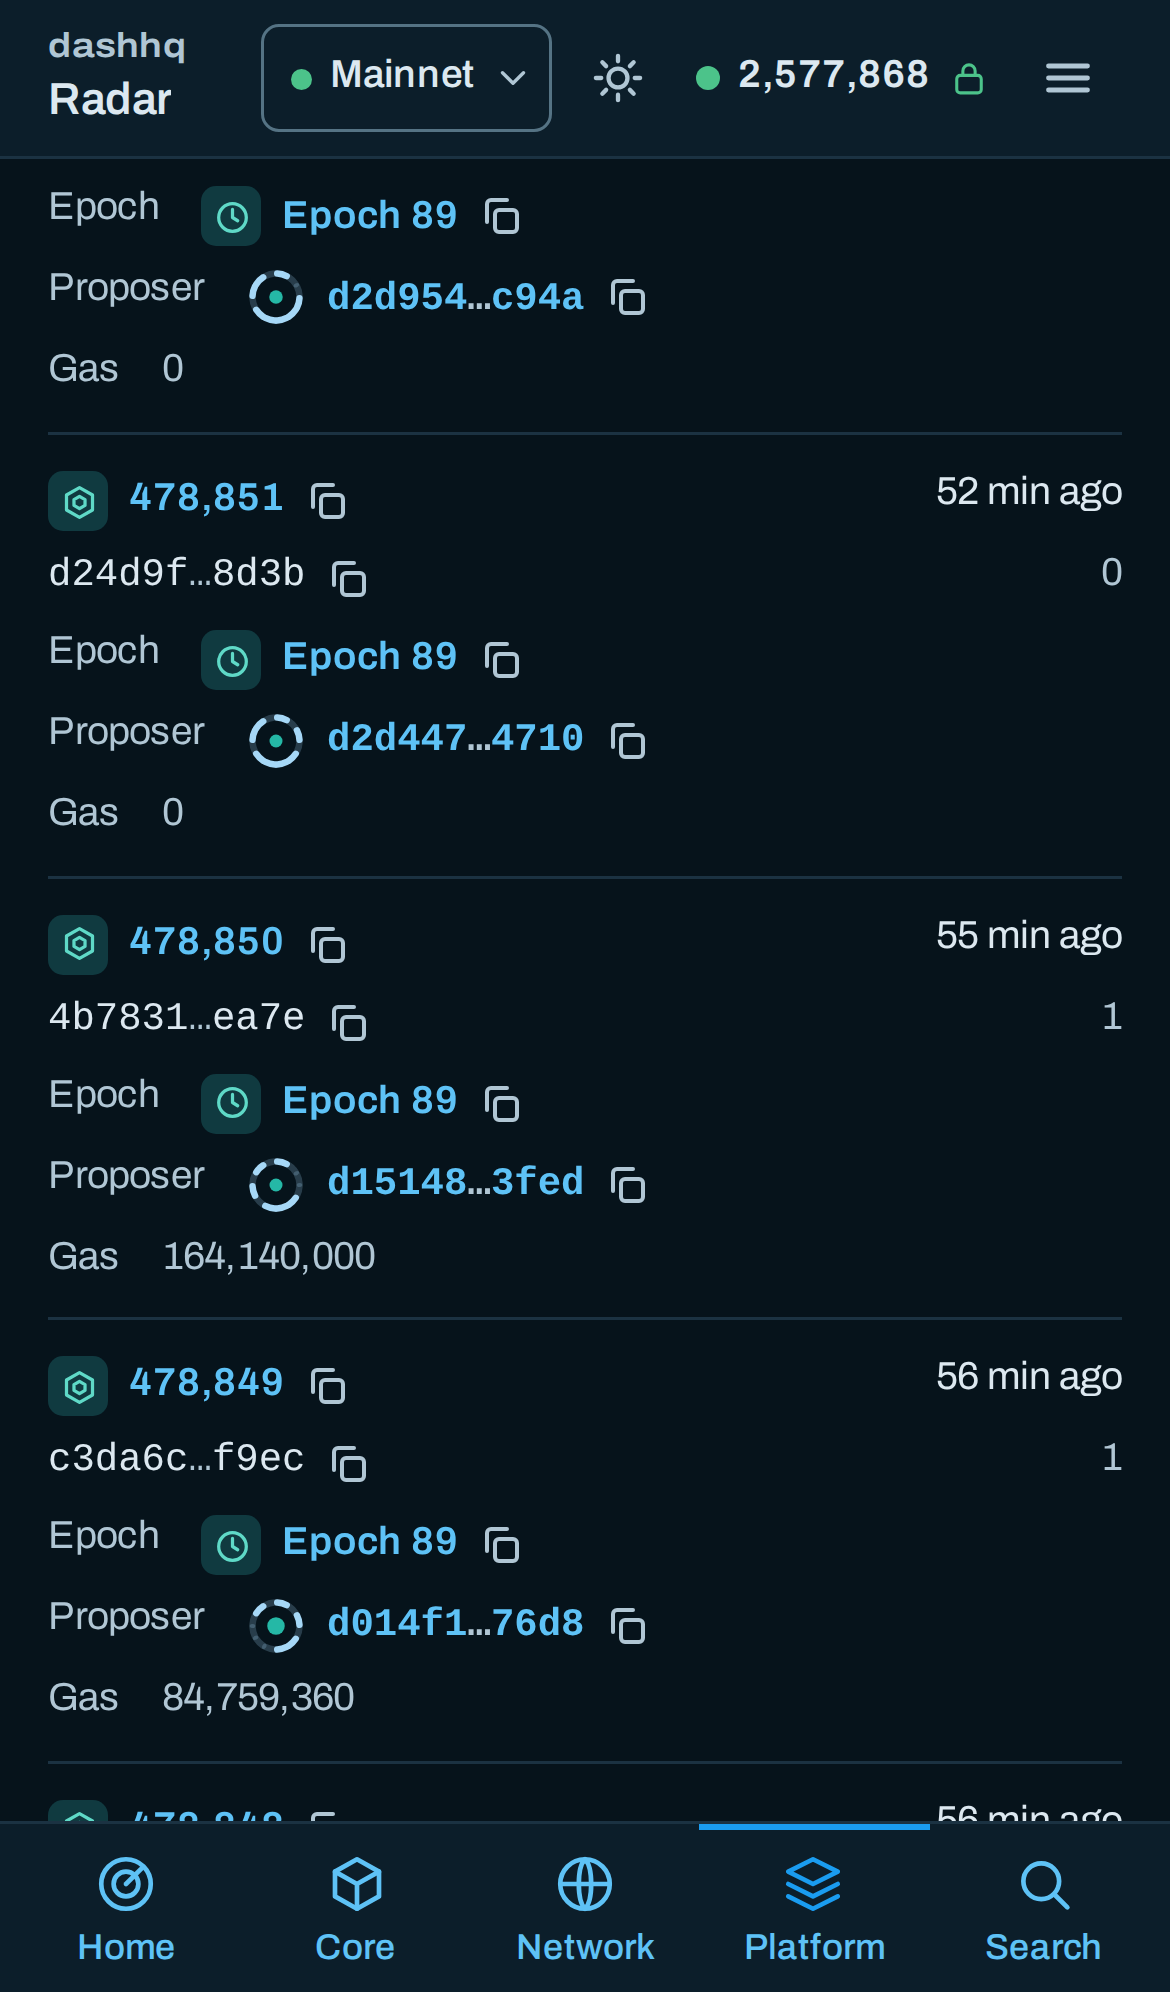 dashhq
Radar
Mainnet
2,577,868
Epoch Epoch 89
Proposer d2d954…c94a
Gas 0
478,851 52 min ago
d24d9f…8d3b 0
Epoch Epoch 89
Proposer d2d447…4710
Gas 0
478,850 55 min ago
4b7831…ea7e 1
Epoch Epoch 89
Proposer d15148…3fed
Gas 164,140,000
478,849 56 min ago
c3da6c…f9ec 1
Epoch Epoch 89
Proposer d014f1…76d8
Gas 84,759,360
56 min ago
Home Core Network Platform Search